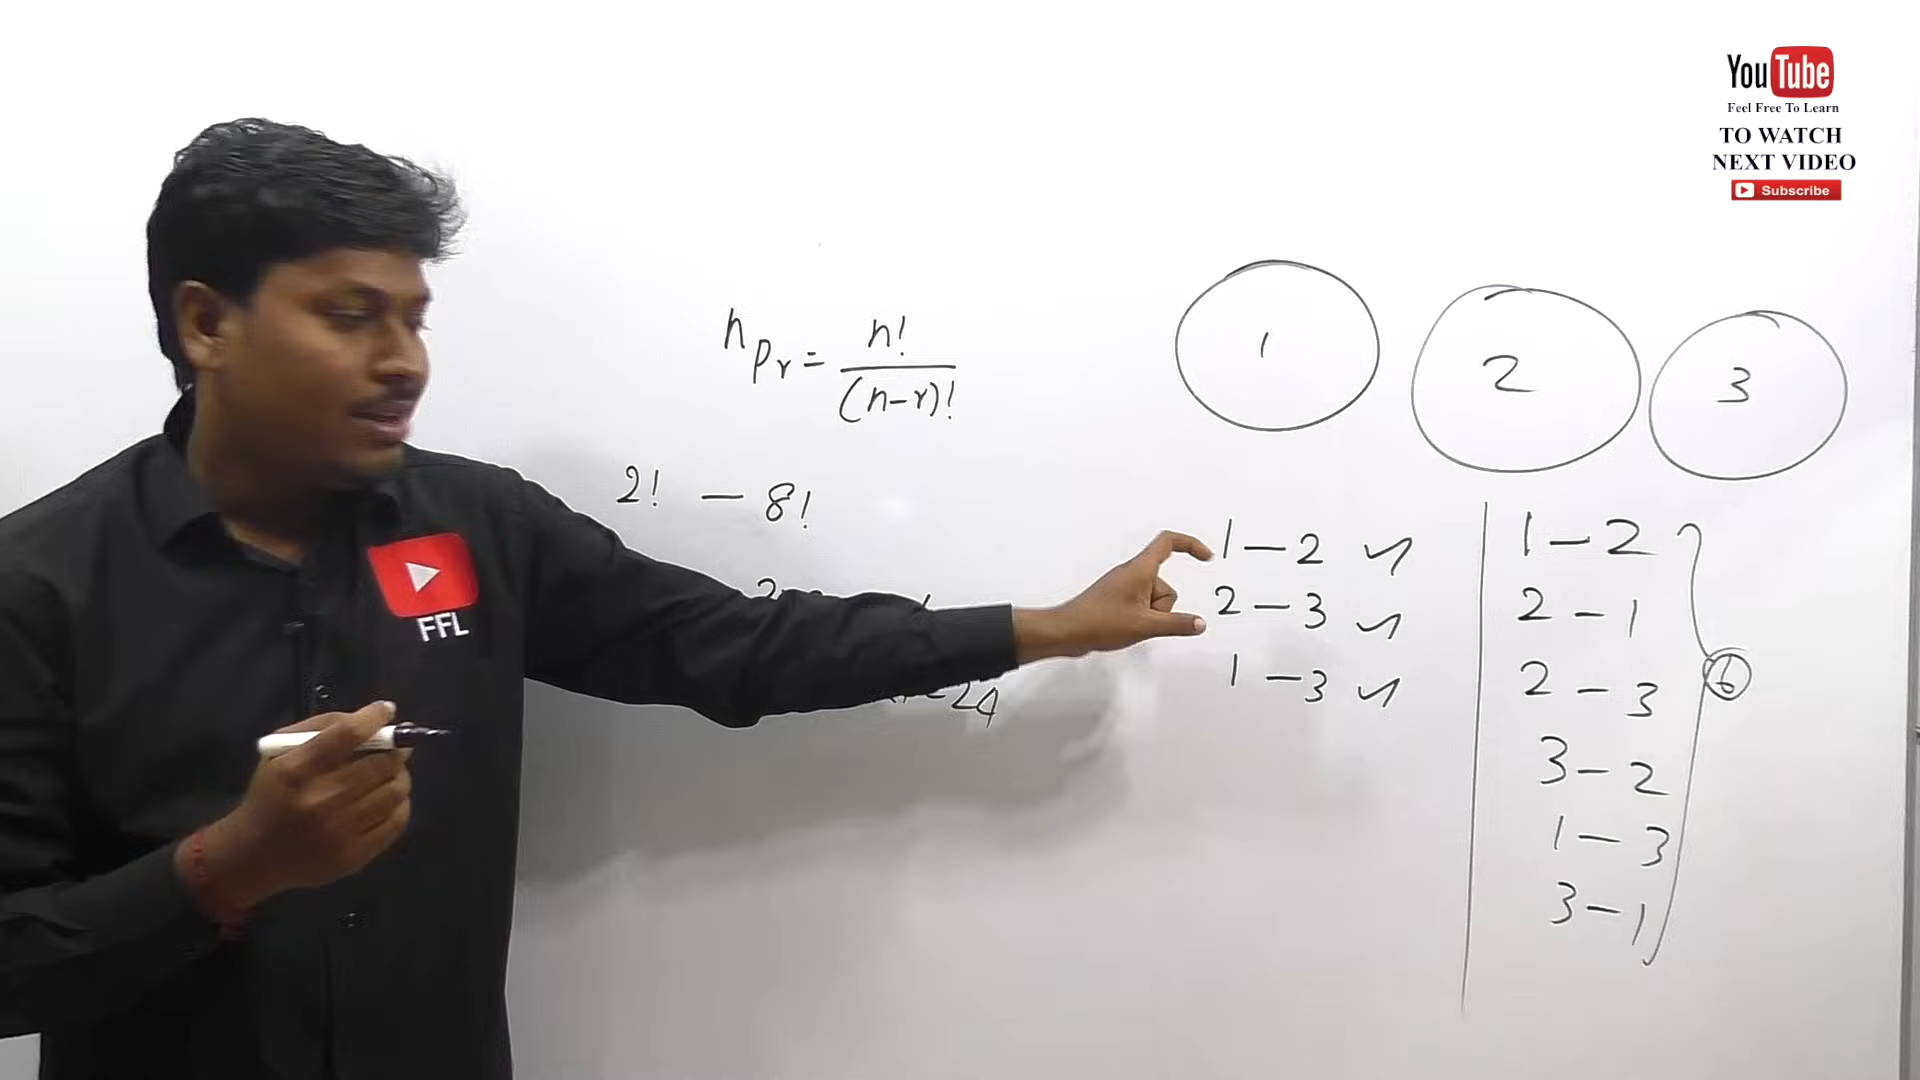 YouTube
Feel Free To Learn
TO WATCH
NEXT VIDEO
Subscribe
nPr = n! / (n-r)!
2! - 8!
24
FFL
1
2
3
1 - 2 ✓
2 - 3 ✓
1 - 3 ✓
1 - 2
2 - 1
2 - 3
3 - 2
1 - 3
3 - 1
6